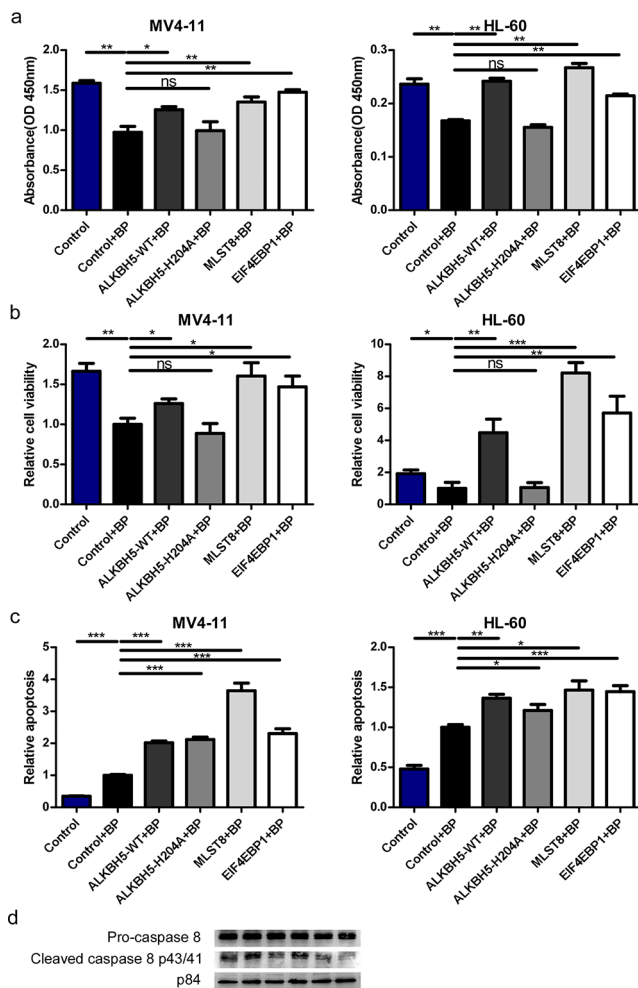 a
MV4-11
HL-60
** *
**
**
ns
** **
**
**
ns
Absorbance(OD 450nm)
2.0
1.5
1.0
0.5
0.0
Absorbance(OD 450nm)
0.3
0.2
0.1
0.0
Control
Control+BP
ALKBH5-WT+BP
ALKBH5-H204A+BP
MLST8+BP
EIF4EBP1+BP
Control
Control+BP
ALKBH5-WT+BP
ALKBH5-H204A+BP
MLST8+BP
EIF4EBP1+BP
b
MV4-11
HL-60
** *
*
*
ns
* **
***
**
ns
Relative cell viability
2.0
1.5
1.0
0.5
0.0
Relative cell viability
10
8
6
4
2
0
Control
Control+BP
ALKBH5-WT+BP
ALKBH5-H204A+BP
MLST8+BP
EIF4EBP1+BP
Control
Control+BP
ALKBH5-WT+BP
ALKBH5-H204A+BP
MLST8+BP
EIF4EBP1+BP
c
MV4-11
HL-60
*** ***
***
***
***
*** **
*
***
*
Relative apoptosis
5
4
3
2
1
0
Relative apoptosis
2.0
1.5
1.0
0.5
0.0
Control
Control+BP
ALKBH5-WT+BP
ALKBH5-H204A+BP
MLST8+BP
EIF4EBP1+BP
Control
Control+BP
ALKBH5-WT+BP
ALKBH5-H204A+BP
MLST8+BP
EIF4EBP1+BP
d
Pro-caspase 8
Cleaved caspase 8 p43/41
p84